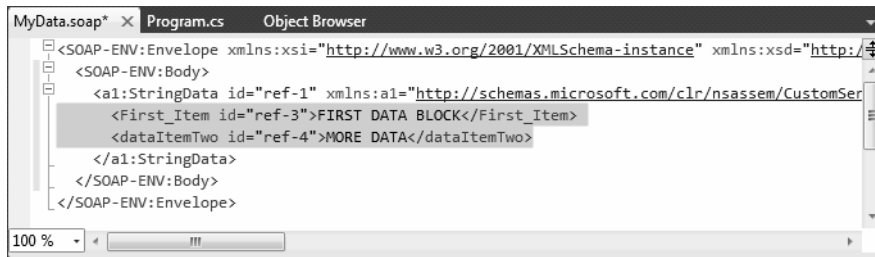 MyData.soap* × Program.cs Object Browser
<SOAP-ENV:Envelope xmlns:xsi="http://www.w3.org/2001/XMLSchema-instance" xmlns:xsd="http:/
<SOAP-ENV:Body>
<a1:StringData id="ref-1" xmlns:a1="http://schemas.microsoft.com/clr/nsassem/CustomSer
<First_Item id="ref-3">FIRST DATA BLOCK</First_Item>
<dataItemTwo id="ref-4">MORE DATA</dataItemTwo>
</a1:StringData>
</SOAP-ENV:Body>
</SOAP-ENV:Envelope>
100 %